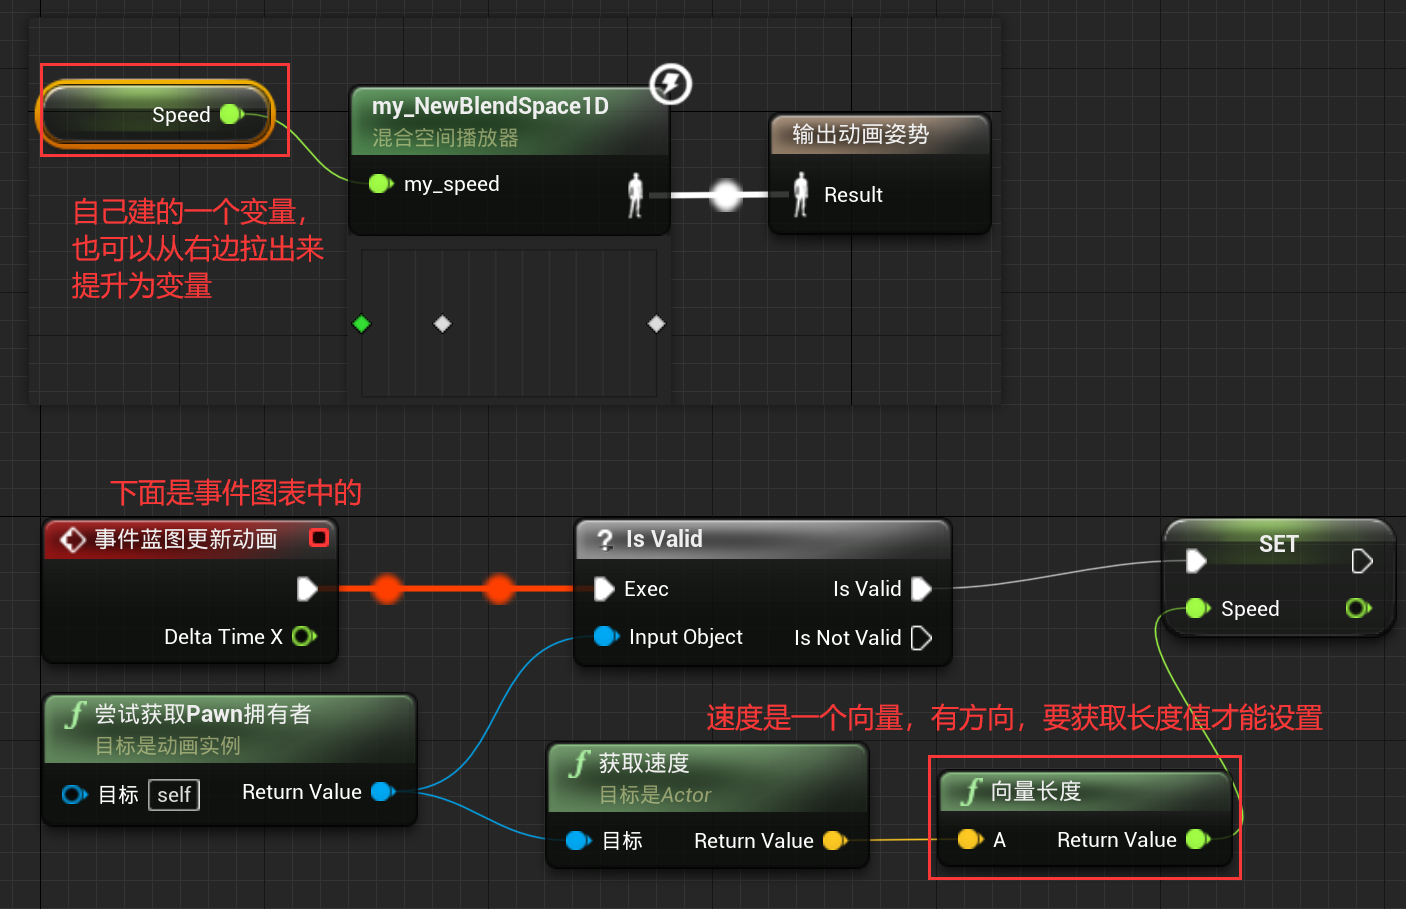 Speed
my_NewBlendSpace1D
混合空间播放器
my_speed
输出动画姿势
Result
自己建的一个变量，
也可以从右边拉出来
提升为变量
下面是事件图表中的
事件蓝图更新动画
Delta Time X
? Is Valid
Exec
Is Valid
Input Object
Is Not Valid
SET
Speed
f 尝试获取Pawn拥有者
目标是动画实例
目标 self
Return Value
速度是一个向量，有方向，要获取长度值才能设置
f 获取速度
目标是Actor
目标
Return Value
f 向量长度
A
Return Value